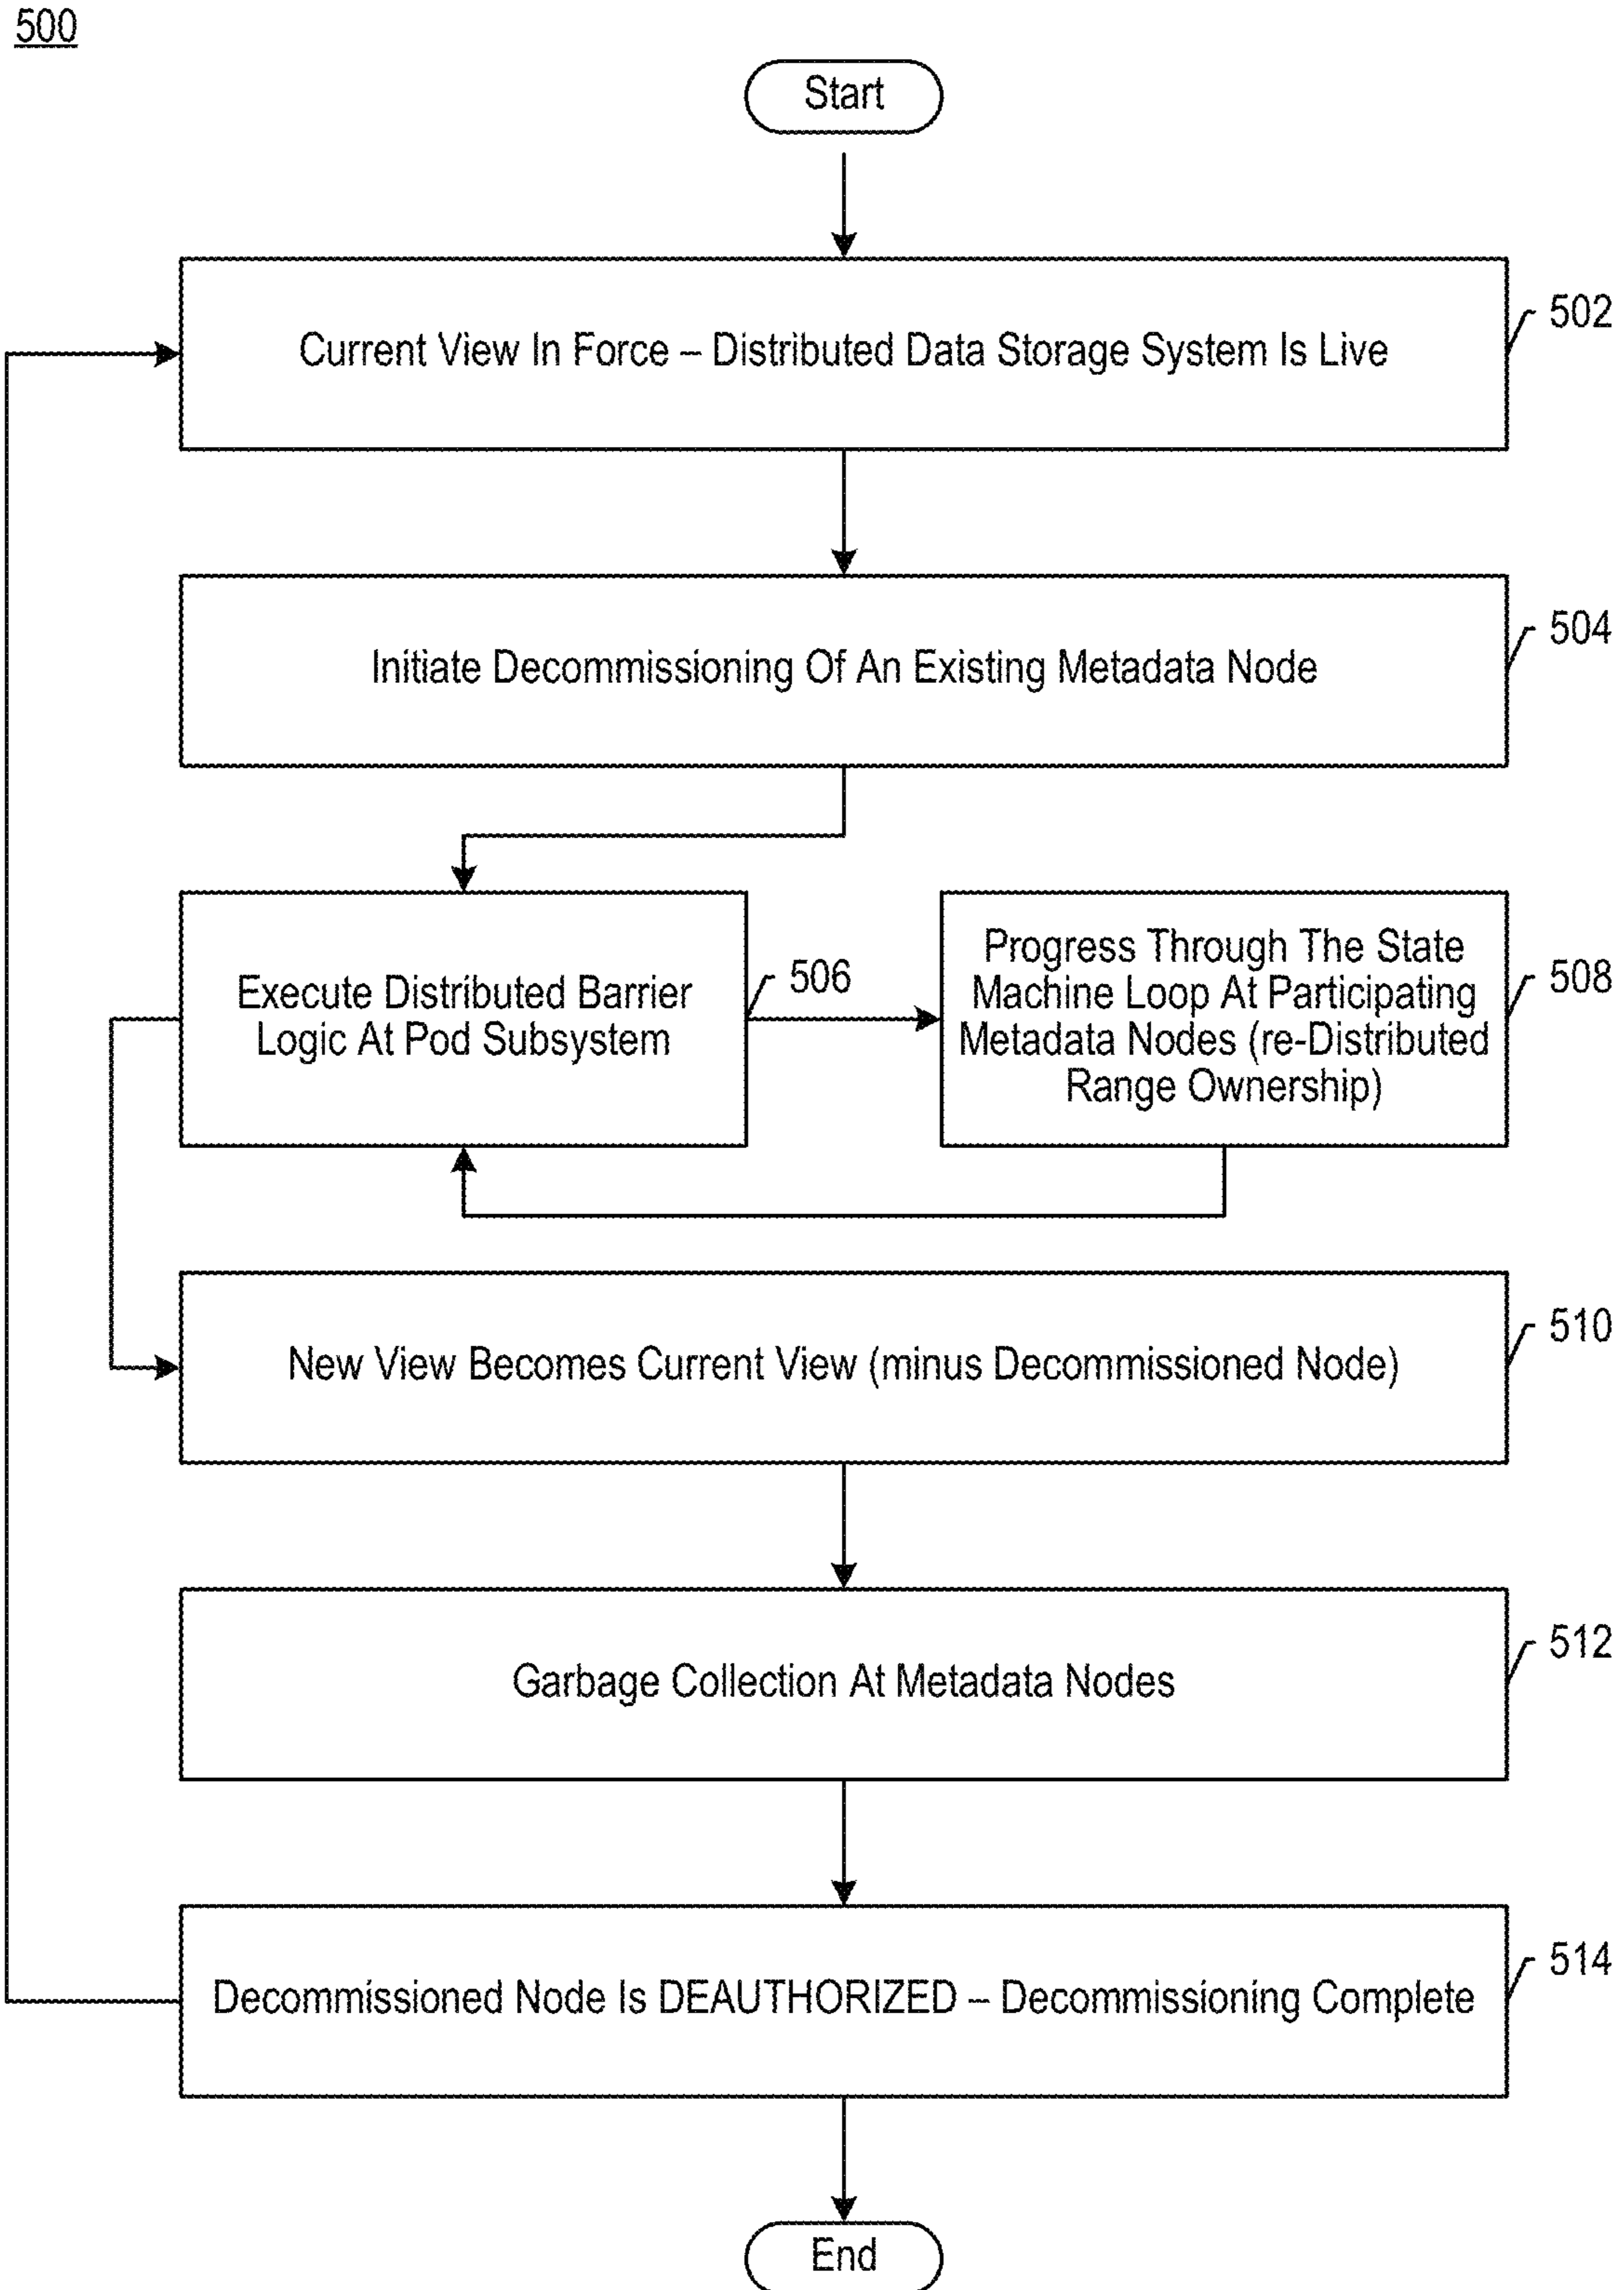 500
Start
Current View In Force – Distributed Data Storage System Is Live
502
Initiate Decommissioning Of An Existing Metadata Node
504
Execute Distributed Barrier
Logic At Pod Subsystem
506
Progress Through The State
Machine Loop At Participating
Metadata Nodes (re-Distributed
Range Ownership)
508
New View Becomes Current View (minus Decommissioned Node)
510
Garbage Collection At Metadata Nodes
512
Decommissioned Node Is DEAUTHORIZED – Decommissioning Complete
514
End